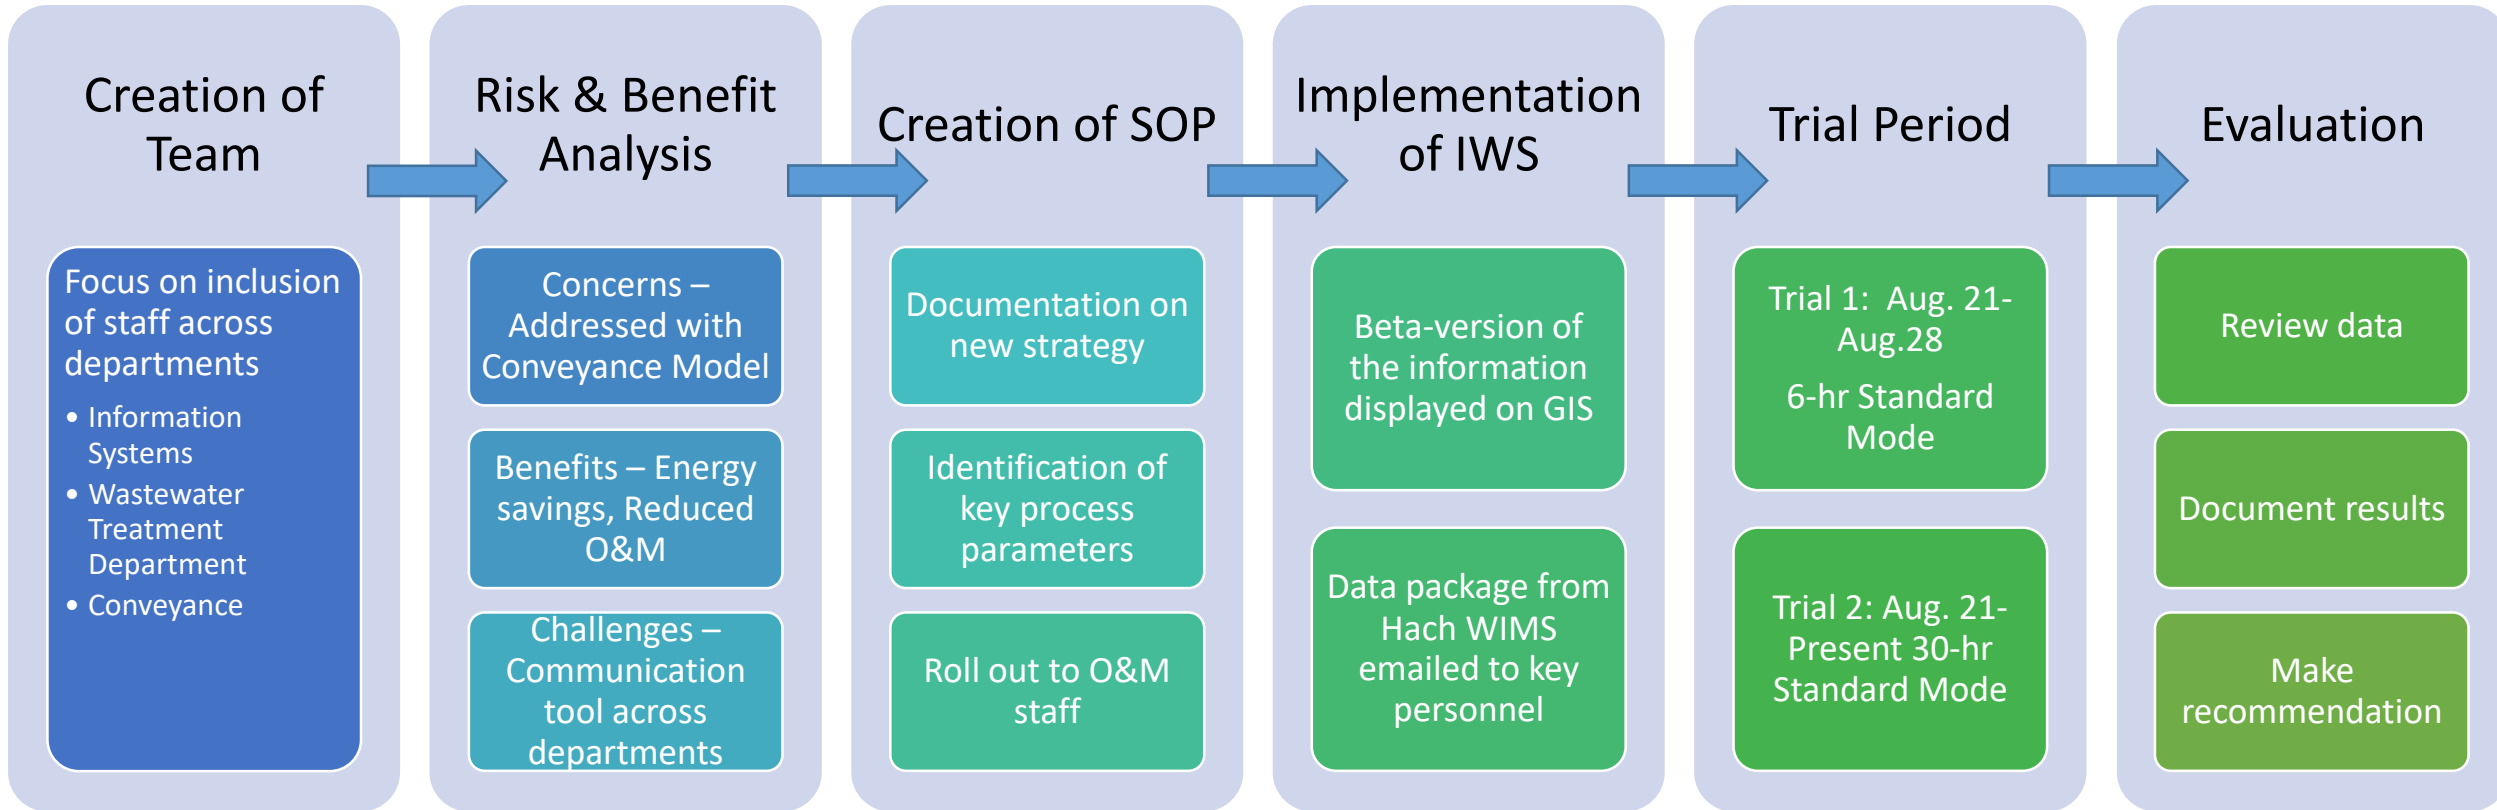 Creation of
Team
Focus on inclusion
of staff across
departments
• Information
Systems
• Wastewater
Treatment
Department
• Conveyance
Risk & Benefit
Analysis
Concerns –
Addressed with
Conveyance Model
Benefits – Energy
savings, Reduced
O&M
Challenges –
Communication
tool across
departments
Creation of SOP
Documentation on
new strategy
Identification of
key process
parameters
Roll out to O&M
staff
Implementation
of IWS
Beta-version of
the information
displayed on GIS
Data package from
Hach WIMS
emailed to key
personnel
Trial Period
Trial 1:  Aug. 21-
Aug.28
6-hr Standard
Mode
Trial 2: Aug. 21-
Present 30-hr
Standard Mode
Evaluation
Review data
Document results
Make
recommendation